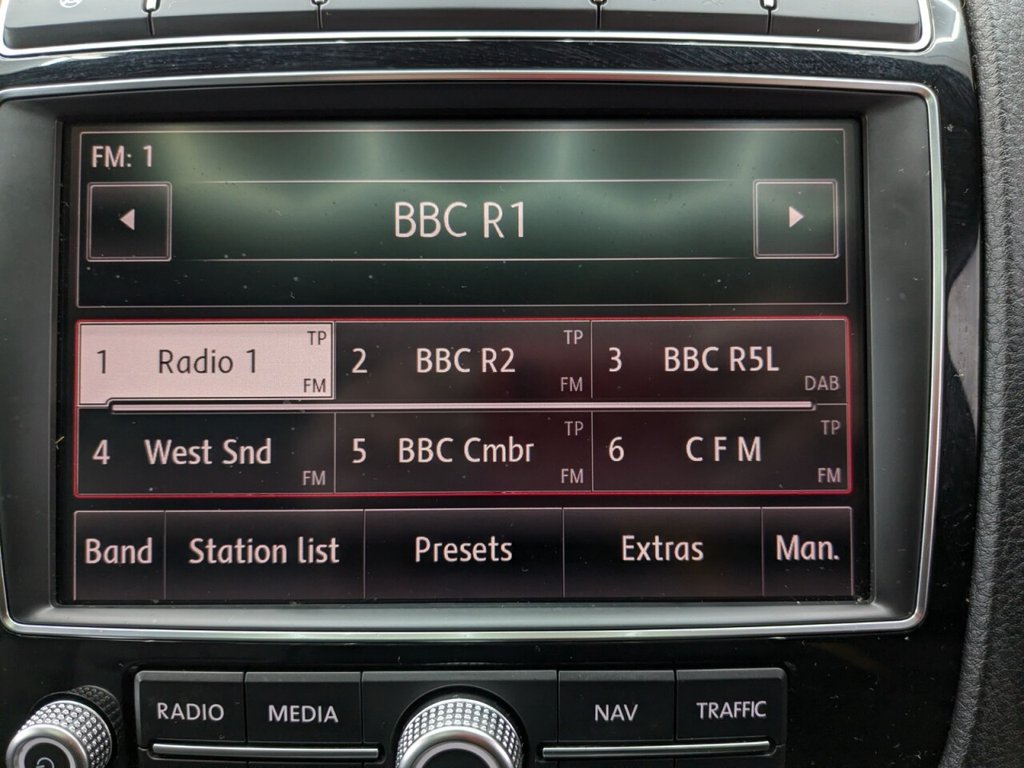 FM: 1
BBC R1
1 Radio 1 TP FM
2 BBC R2 TP FM
3 BBC R5L DAB
4 West Snd FM
5 BBC Cmbr TP FM
6 C F M TP FM
Band Station list Presets Extras Man.
RADIO MEDIA NAV TRAFFIC